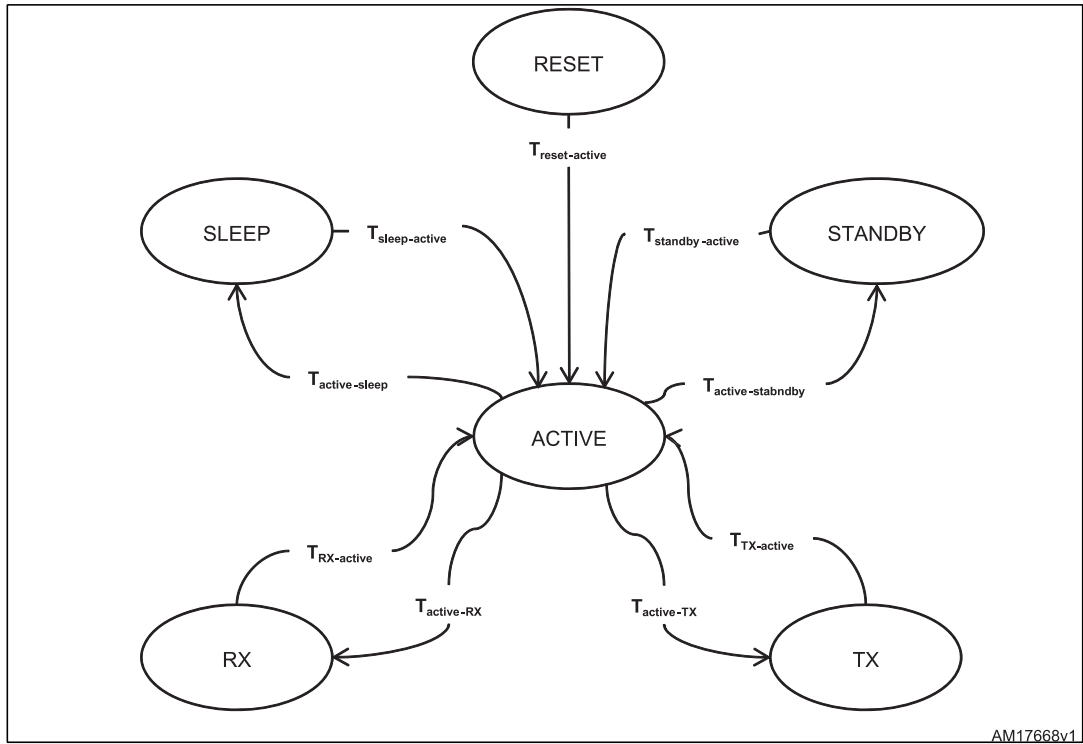 RESET
Treset-active
SLEEP
Tsleep-active
Tstandby-active
STANDBY
Tactive-sleep
Tactive-stabndby
ACTIVE
TRX-active
TTX-active
Tactive-RX
Tactive-TX
RX
TX
AM17668v1